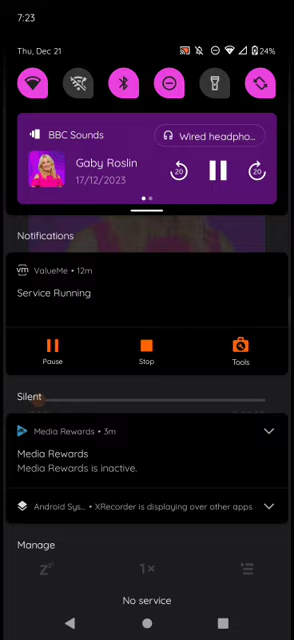 7:23
Thu, Dec 21
24%
BBC Sounds
Wired headpho...
Gaby Roslin
17/12/2023
20
20
Notifications
vm
ValueMe • 12m
Service Running
Pause
Stop
Tools
Silent
Media Rewards • 3m
Media Rewards
Media Rewards is inactive.
Android Sys... • XRecorder is displaying over other apps
Manage
zzz
1×
No service